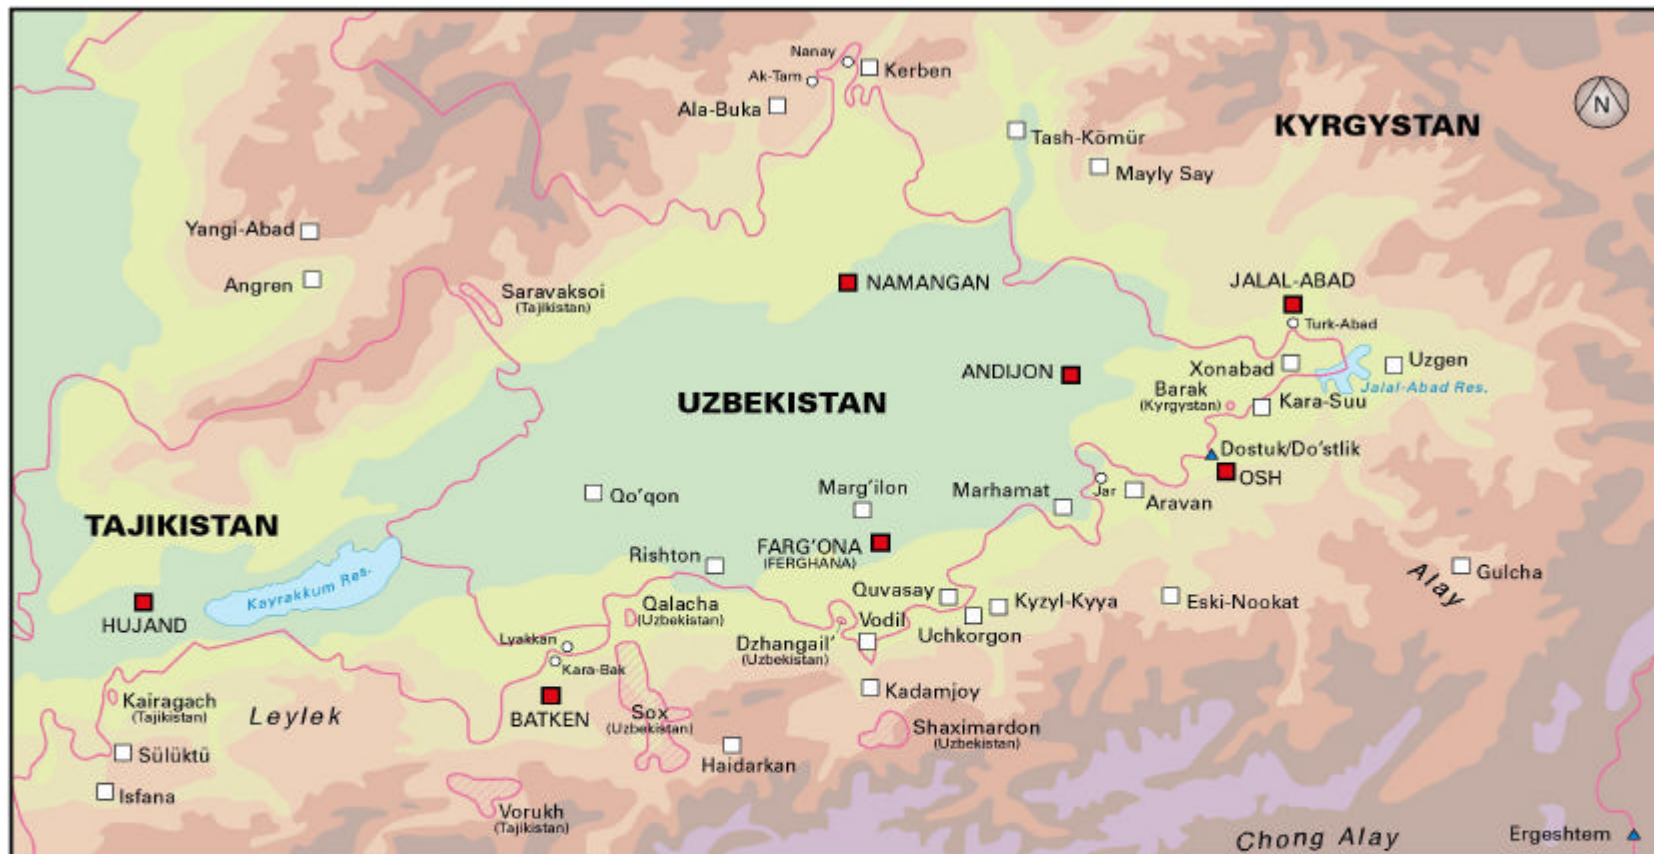 Nanay
Kerben
Ak-Tam
Ala-Buka
N
KYRGYSTAN
Tash-Kömür
Mayly Say
Yangi-Abad
Angren
Saravaksoi
(Tajikistan)
NAMANGAN
JALAL-ABAD
Turk-Abad
ANDIJON
Xonabad
Uzgen
Jalal-Abad Res.
Barak
(Kyrgystan)
Kara-Suu
UZBEKISTAN
Dostuk/Do'stlik
OSH
Qo'qon
Marg'ilon
Marhamat
Jar
Aravan
TAJIKISTAN
FARG'ONA
(FERGHANA)
Rishton
Kayrakkum Res.
HUJAND
Gulcha
Alay
Quvasay
Kyzyl-Kyya
Eski-Nookat
Qalacha
(Uzbekistan)
Vodil
Uchkorgon
Lyakkan
Dzhangail'
(Uzbekistan)
Kara-Bak
Kadamjoy
Kairagach
(Tajikistan)
Leylek
BATKEN
Sox
(Uzbekistan)
Shaximardon
(Uzbekistan)
Sülüktü
Haidarkan
Isfana
Vorukh
(Tajikistan)
Chong Alay
Ergeshtem